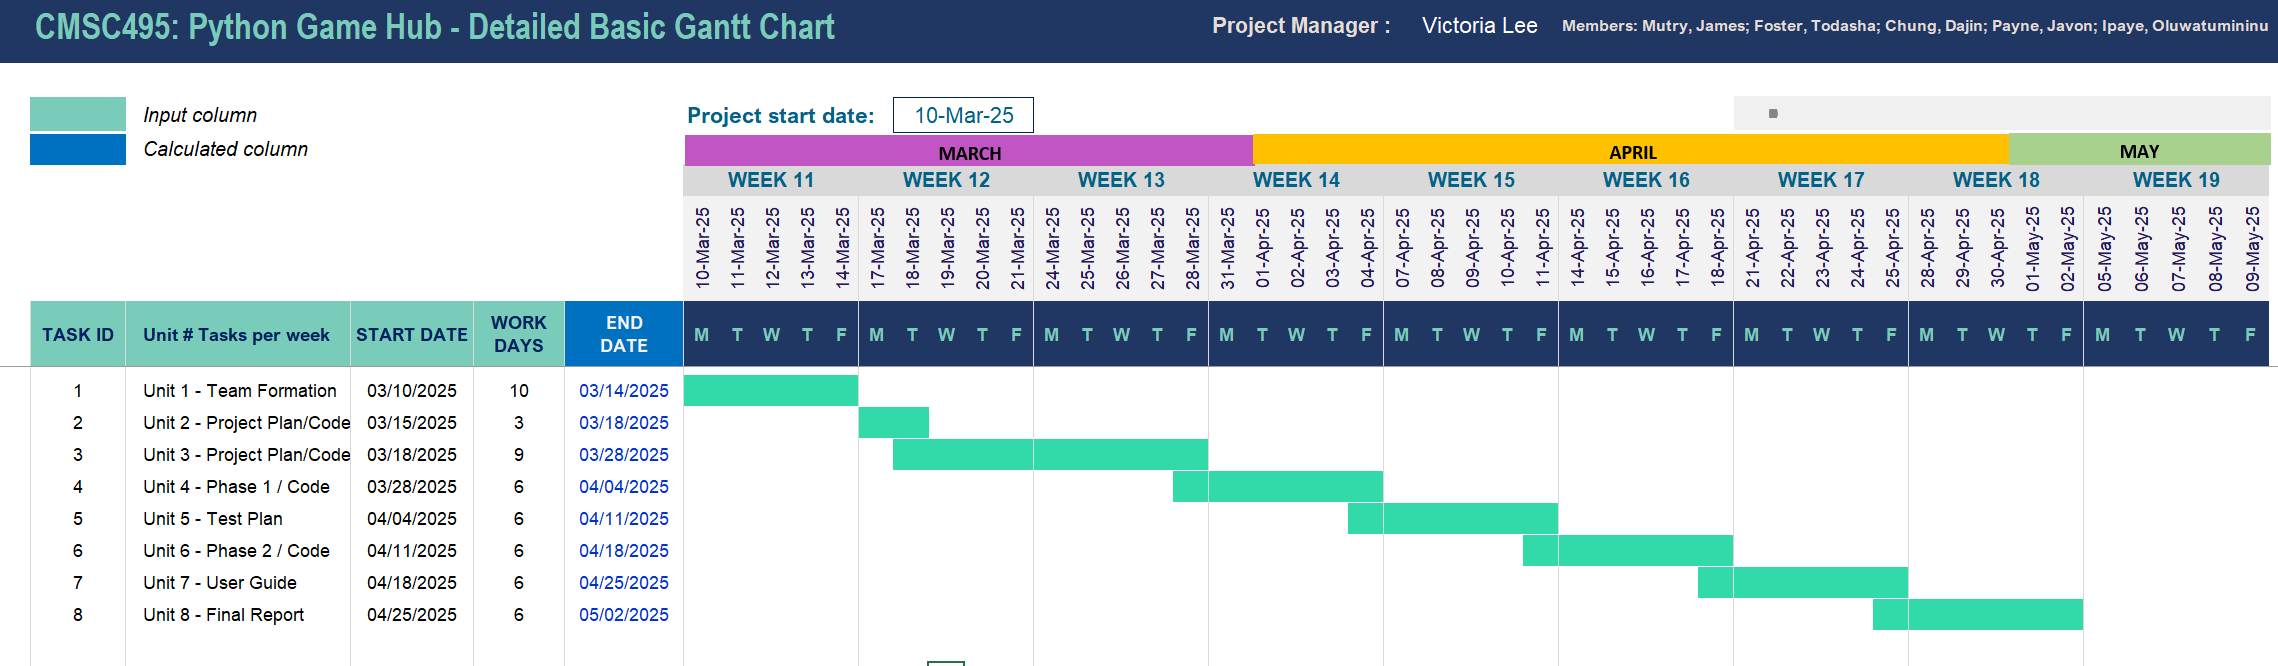 CMSC495: Python Game Hub - Detailed Basic Gantt Chart Project Manager : Victoria Lee Members: Mutry, James; Foster, Todasha; Chung, Dajin; Payne, Javon; Ipaye, Oluwatumininu
Input column Project start date: 10-Mar-25
Calculated column
MARCH APRIL MAY
WEEK 11 WEEK 12 WEEK 13 WEEK 14 WEEK 15 WEEK 16 WEEK 17 WEEK 18 WEEK 19
10-Mar-25 11-Mar-25 12-Mar-25 13-Mar-25 14-Mar-25 17-Mar-25 18-Mar-25 19-Mar-25 20-Mar-25 21-Mar-25 24-Mar-25 25-Mar-25 26-Mar-25 27-Mar-25 28-Mar-25 31-Mar-25 01-Apr-25 02-Apr-25 03-Apr-25 04-Apr-25 07-Apr-25 08-Apr-25 09-Apr-25 10-Apr-25 11-Apr-25 14-Apr-25 15-Apr-25 16-Apr-25 17-Apr-25 18-Apr-25 21-Apr-25 22-Apr-25 23-Apr-25 24-Apr-25 25-Apr-25 28-Apr-25 29-Apr-25 30-Apr-25 01-May-25 02-May-25 05-May-25 06-May-25 07-May-25 08-May-25 09-May-25
TASK ID Unit # Tasks per week START DATE WORK DAYS END DATE M T W T F M T W T F M T W T F M T W T F M T W T F M T W T F M T W T F M T W T F M T W T F
1 Unit 1 - Team Formation 03/10/2025 10 03/14/2025
2 Unit 2 - Project Plan/Code 03/15/2025 3 03/18/2025
3 Unit 3 - Project Plan/Code 03/18/2025 9 03/28/2025
4 Unit 4 - Phase 1 / Code 03/28/2025 6 04/04/2025
5 Unit 5 - Test Plan 04/04/2025 6 04/11/2025
6 Unit 6 - Phase 2 / Code 04/11/2025 6 04/18/2025
7 Unit 7 - User Guide 04/18/2025 6 04/25/2025
8 Unit 8 - Final Report 04/25/2025 6 05/02/2025